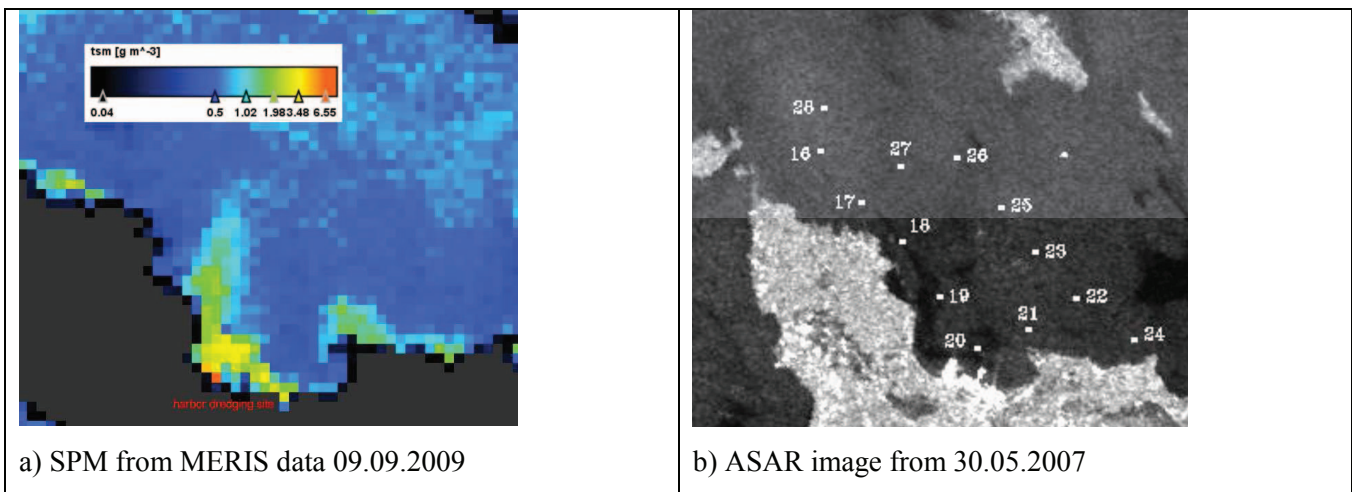 tsm [g m^-3]
0.04 0.5 1.02 1.98 3.48 6.55
harbor dredging site
28
16
27
26
17
25
18
23
19
22
21
20
24
a) SPM from MERIS data 09.09.2009
b) ASAR image from 30.05.2007